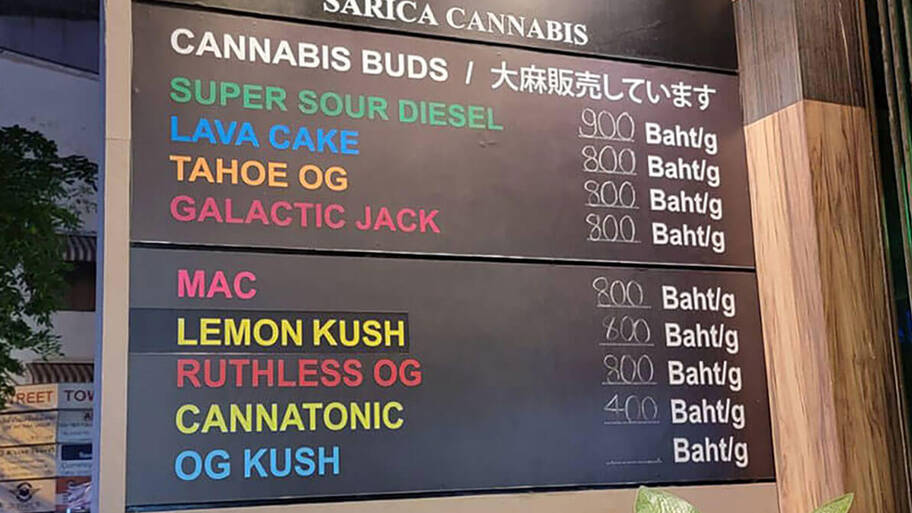 SARICA CANNABIS
CANNABIS BUDS / 大麻販売しています
SUPER SOUR DIESEL 900 Baht/g
LAVA CAKE 800 Baht/g
TAHOE OG 800 Baht/g
GALACTIC JACK 800 Baht/g
MAC 800 Baht/g
LEMON KUSH Baht/g
RUTHLESS OG 800 Baht/g
CANNATONIC 400 Baht/g
OG KUSH Baht/g
TREET TOW